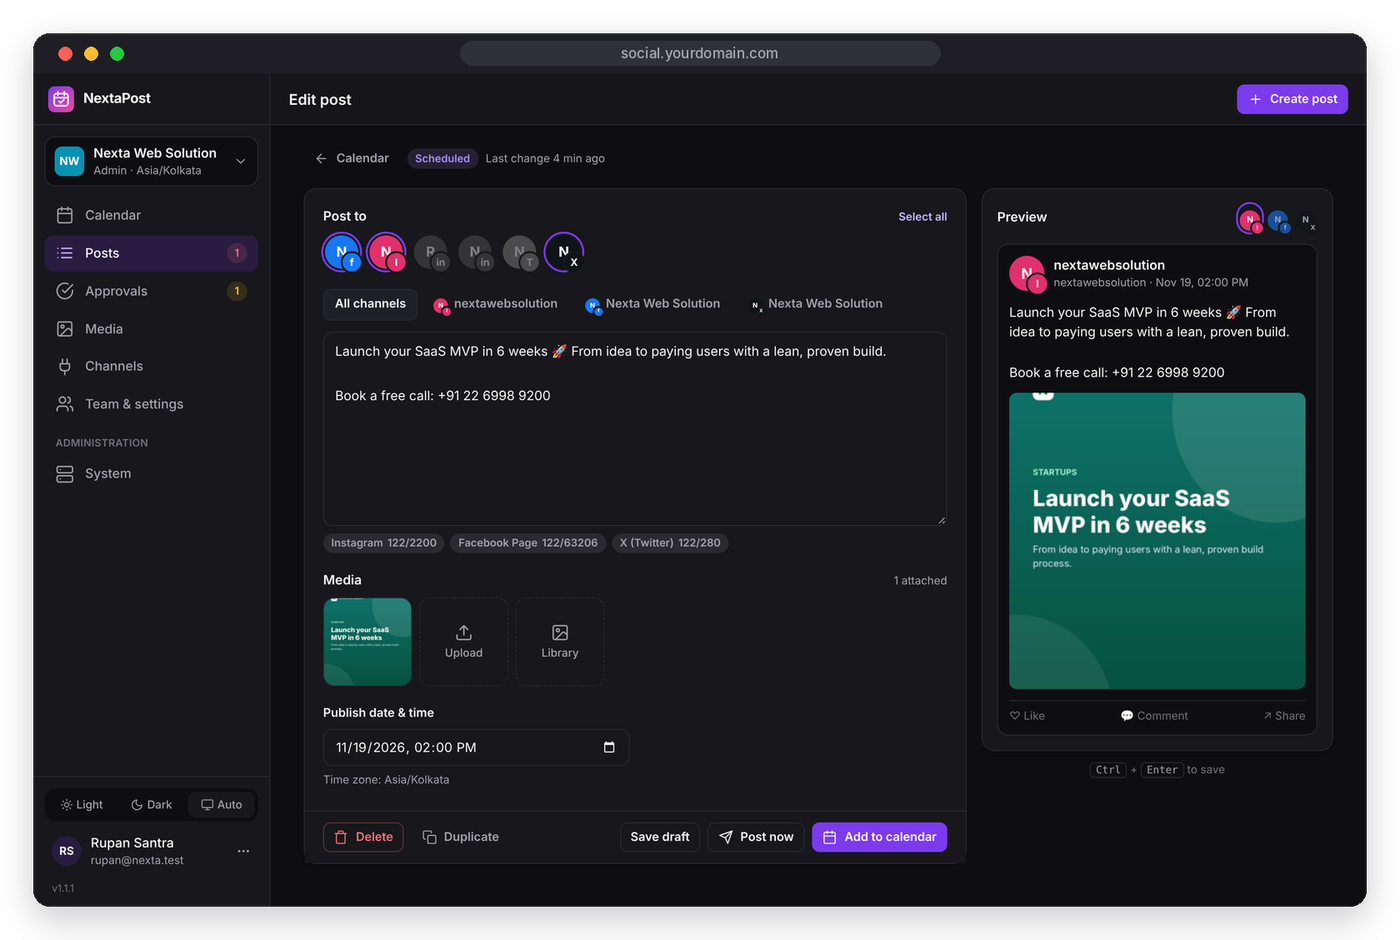 social.yourdomain.com
NextaPost
Edit post
Create post
NW
Nexta Web Solution
Admin · Asia/Kolkata
Calendar
Posts
1
Approvals
1
Media
Channels
Team & settings
ADMINISTRATION
System
Light
Dark
Auto
RS
Rupan Santra
rupan@nexta.test
v1.1.1
Calendar
Scheduled
Last change 4 min ago
Post to
Select all
N f
N I
R in
N in
N T
N X
All channels
nextawebsolution
Nexta Web Solution
Nexta Web Solution
Launch your SaaS MVP in 6 weeks 🚀 From idea to paying users with a lean, proven build.
Book a free call: +91 22 6998 9200
Instagram 122/2200
Facebook Page 122/63206
X (Twitter) 122/280
Media
1 attached
Launch your SaaS
MVP in 6 weeks
Upload
Library
Publish date & time
11/19/2026, 02:00 PM
Time zone: Asia/Kolkata
Delete
Duplicate
Save draft
Post now
Add to calendar
Preview
N I
N f
N X
N I
nextawebsolution
nextawebsolution · Nov 19, 02:00 PM
Launch your SaaS MVP in 6 weeks 🚀 From
idea to paying users with a lean, proven build.
Book a free call: +91 22 6998 9200
STARTUPS
Launch your SaaS
MVP in 6 weeks
From idea to paying users with a lean, proven build
process.
Like
Comment
Share
Ctrl + Enter to save